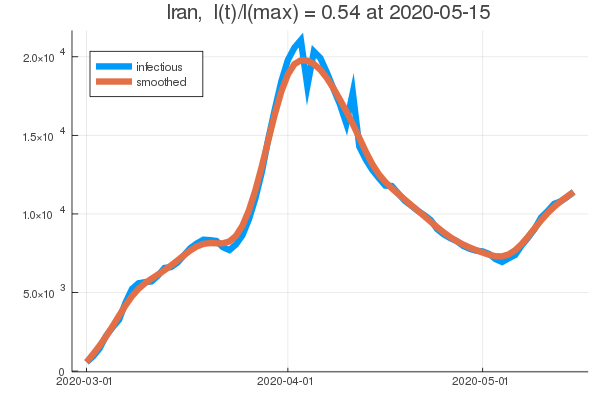 Iran, I(t)/I(max) = 0.54 at 2020-05-15
2.0×10⁴
infectious
smoothed
1.5×10⁴
1.0×10⁴
5.0×10³
0
2020-03-01 2020-04-01 2020-05-01